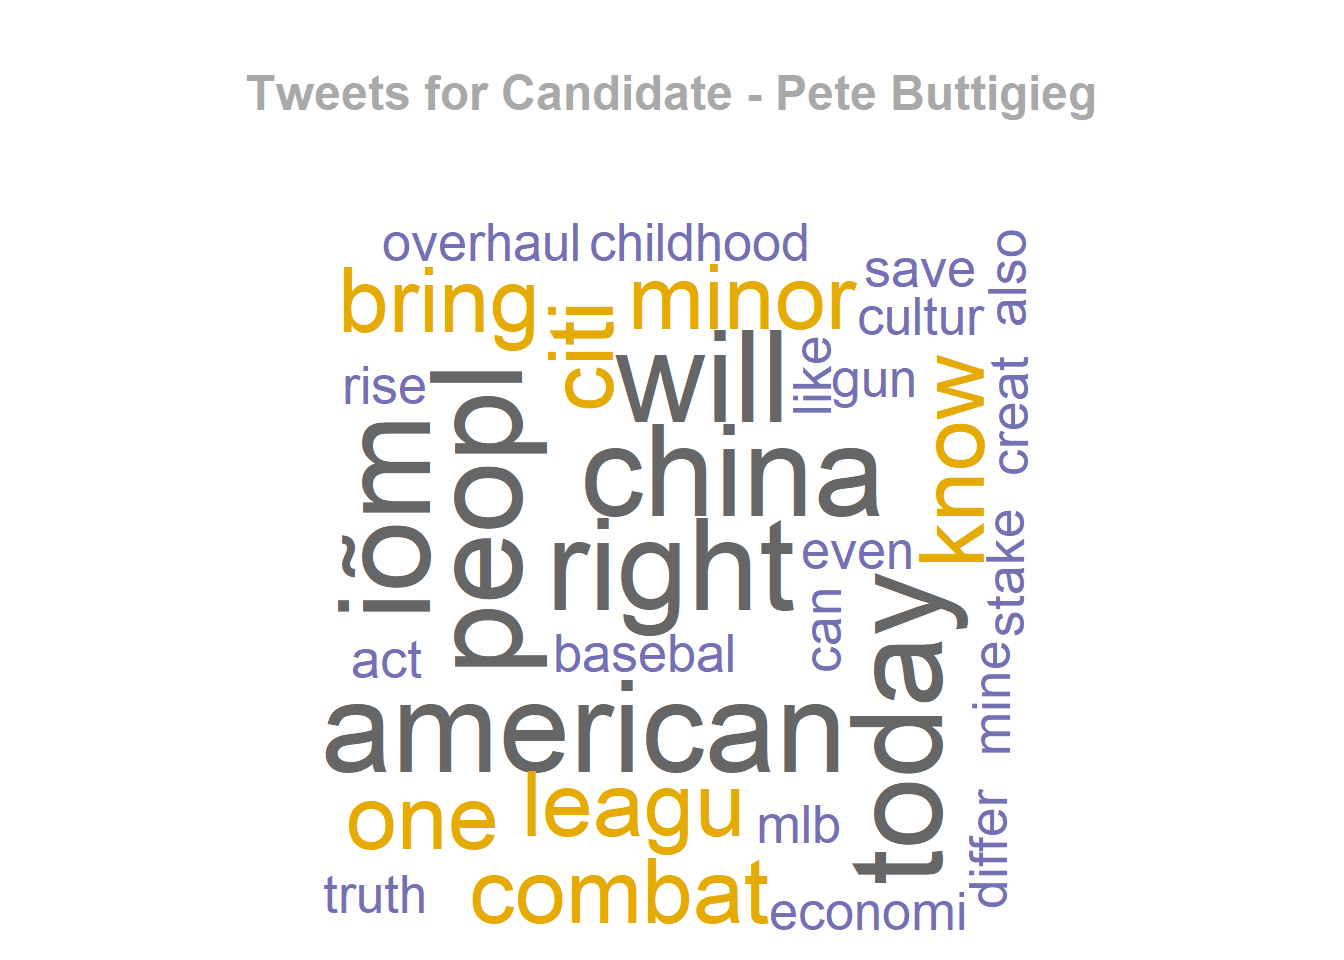 Tweets for Candidate - Pete Buttigieg
overhaul childhood
save
also
bring
citi
minor
cultur
will
like
gun
rise
peopl
know
creat
iõm
china
right
even
stake
can
today
act
basebal
mine
american
one
leagu
mlb
differ
truth
combat
economi